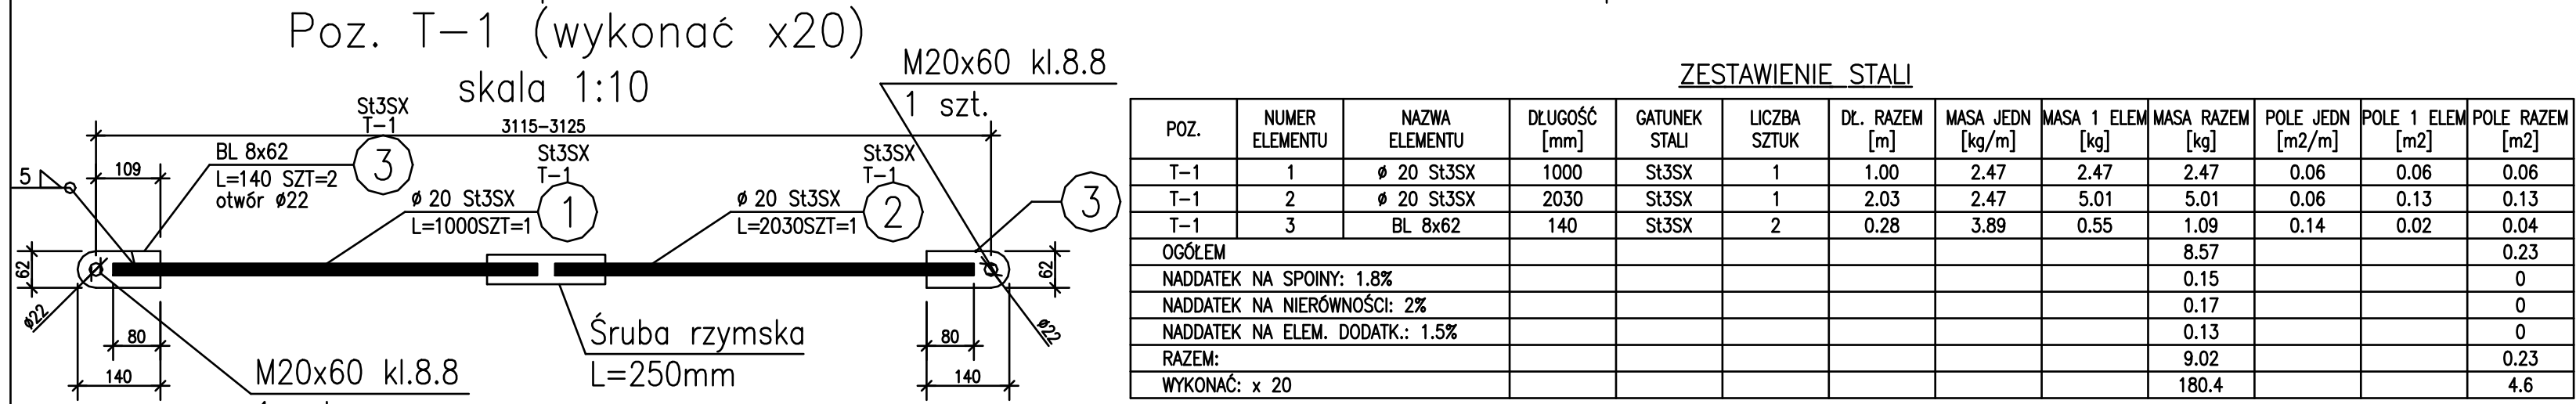 Poz. T-1 (wykonać x20)
skala 1:10
M20x60 kl.8.8
1 szt.
St3SX
T-1
3
3115-3125
BL 8x62
L=140 SZT=2
otwór ø22
109
5
ø 20 St3SX
L=1000SZT=1
St3SX
T-1
1
ø 20 St3SX
L=2030SZT=1
St3SX
T-1
2
3
62
62
ø22
ø22
80
140
80
140
M20x60 kl.8.8
Śruba rzymska
L=250mm
ZESTAWIENIE STALI
POZ. NUMER ELEMENTU NAZWA ELEMENTU DŁUGOŚĆ [mm] GATUNEK STALI LICZBA SZTUK DŁ. RAZEM [m] MASA JEDN [kg/m] MASA 1 ELEM [kg] MASA RAZEM [kg] POLE JEDN [m2/m] POLE 1 ELEM [m2] POLE RAZEM [m2]
T-1 1 ø 20 St3SX 1000 St3SX 1 1.00 2.47 2.47 2.47 0.06 0.06 0.06
T-1 2 ø 20 St3SX 2030 St3SX 1 2.03 2.47 5.01 5.01 0.06 0.13 0.13
T-1 3 BL 8x62 140 St3SX 2 0.28 3.89 0.55 1.09 0.14 0.02 0.04
OGÓŁEM 8.57 0.23
NADDATEK NA SPOINY: 1.8% 0.15 0
NADDATEK NA NIERÓWNOŚCI: 2% 0.17 0
NADDATEK NA ELEM. DODATK.: 1.5% 0.13 0
RAZEM: 9.02 0.23
WYKONAĆ: x 20 180.4 4.6